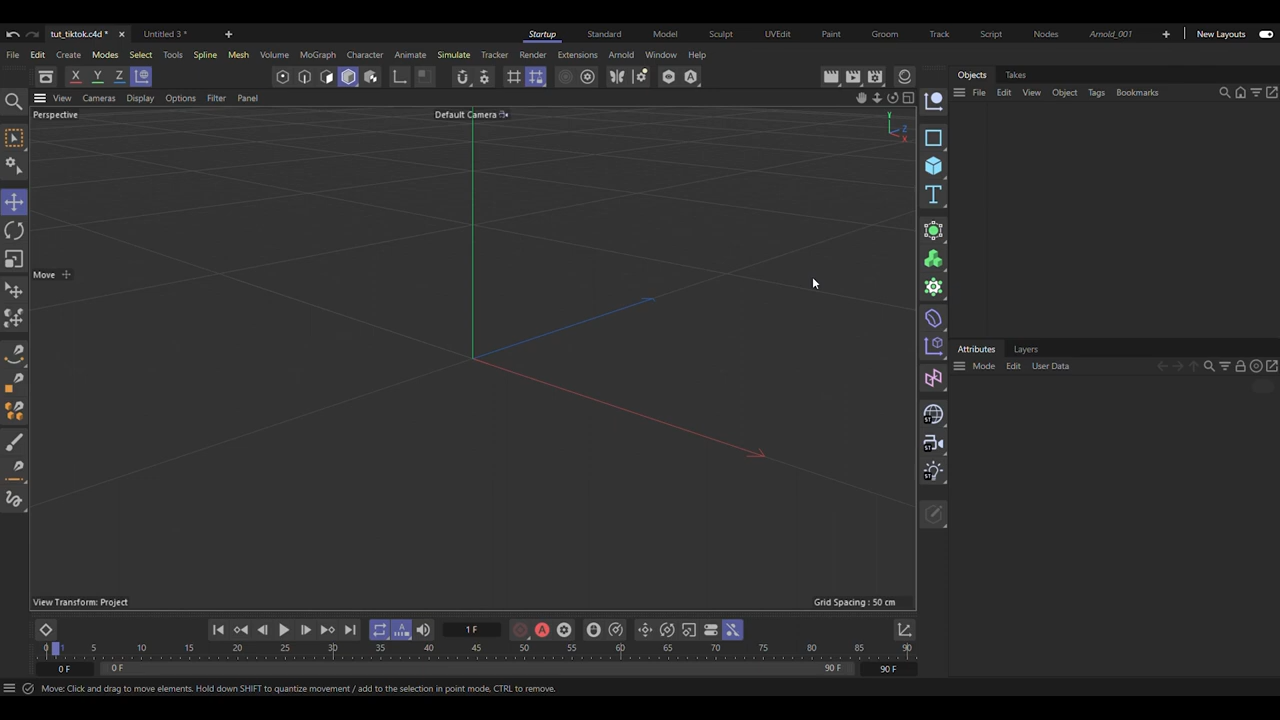 tut_tiktok.c4d *
Untitled 3 *
Startup
Standard
Model
Sculpt
UVEdit
Paint
Groom
Track
Script
Nodes
Arnold_001
New Layouts
File Edit Create Modes Select Tools Spline Mesh Volume MoGraph Character Animate Simulate Tracker Render Extensions Arnold Window Help
X Y Z
Objects Takes
View Cameras Display Options Filter Panel
File Edit View Object Tags Bookmarks
Perspective
Default Camera
Y
Z
X
Move
Attributes Layers
Mode Edit User Data
ST
ST
ST
View Transform: Project
Grid Spacing : 50 cm
1 F
0 1 5 10 15 20 25 30 35 40 45 50 55 60 65 70 75 80 85 90
0 F
0 F
90 F
90 F
Move: Click and drag to move elements. Hold down SHIFT to quantize movement / add to the selection in point mode, CTRL to remove.